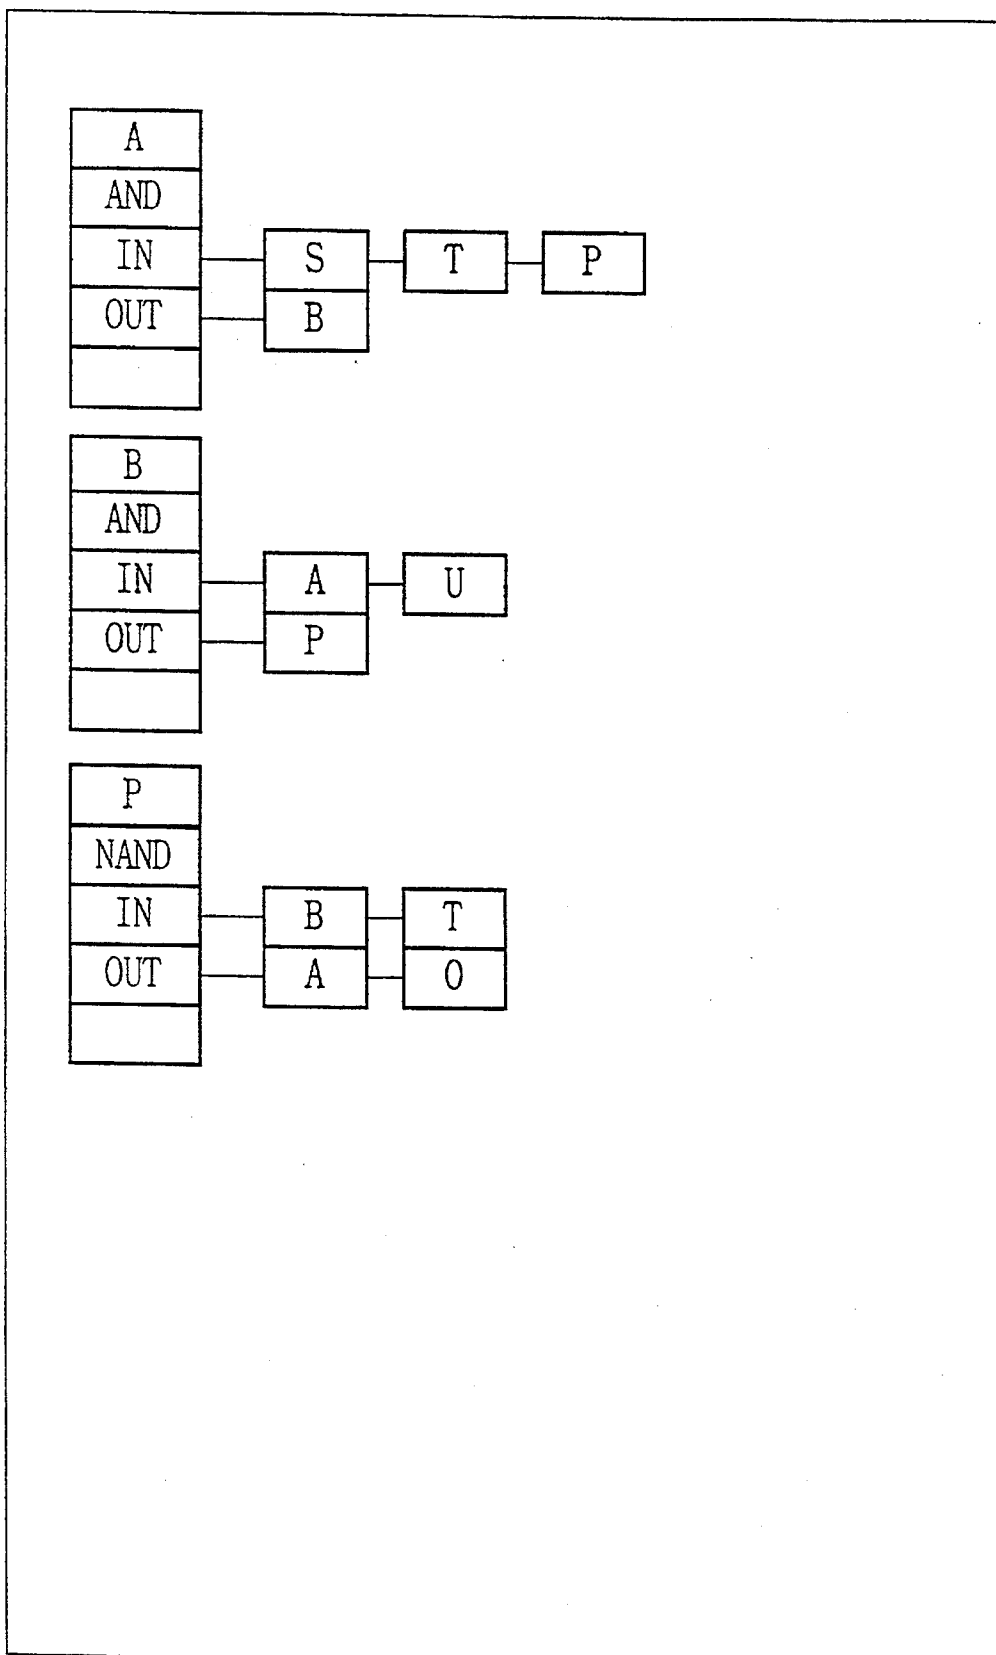 A
AND
IN S T P
OUT B
B
AND
IN A U
OUT P
P
NAND
IN B T
OUT A O